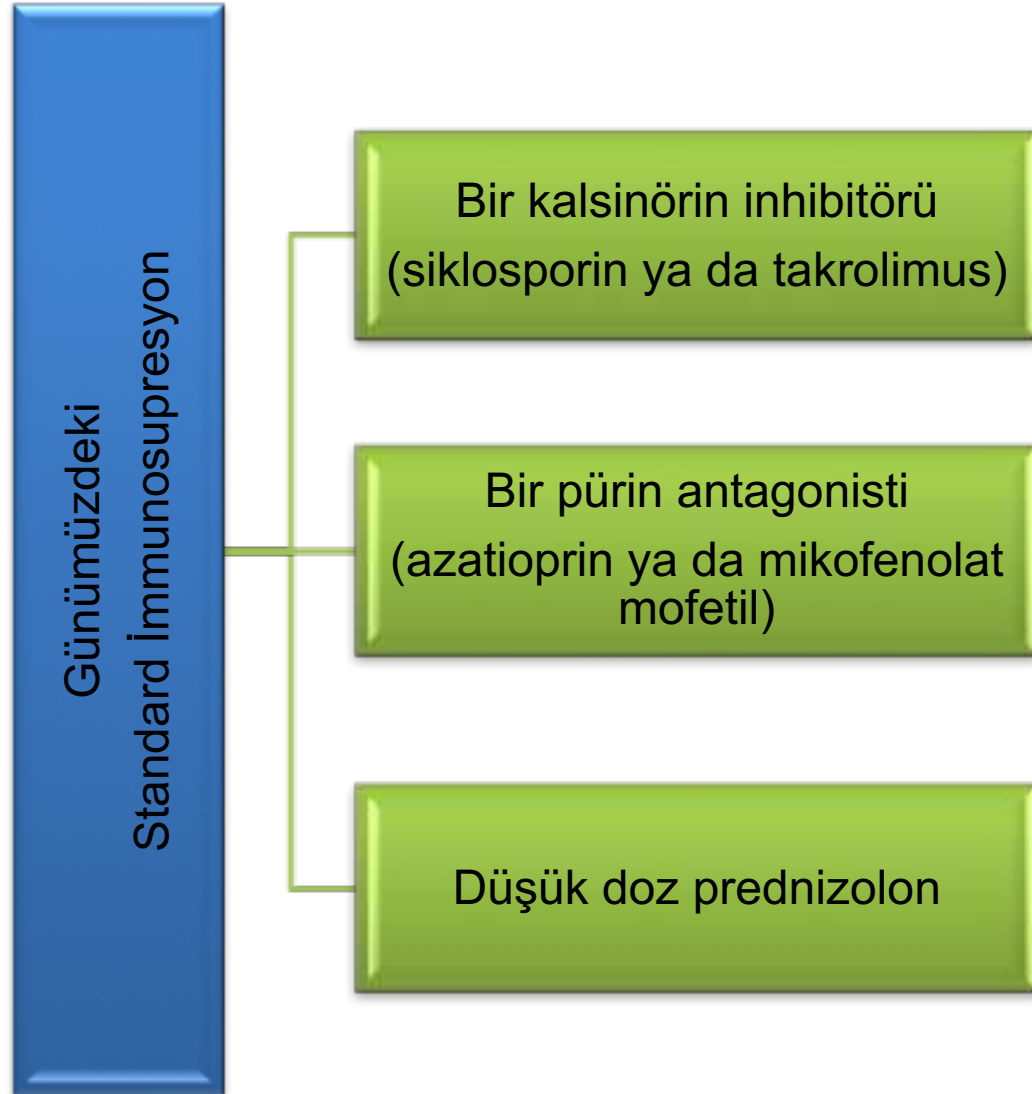 Günümüzdeki
Standard İmmunosupresyon
Bir kalsinörin inhibitörü
(siklosporin ya da takrolimus)
Bir pürin antagonisti
(azatioprin ya da mikofenolat
mofetil)
Düşük doz prednizolon